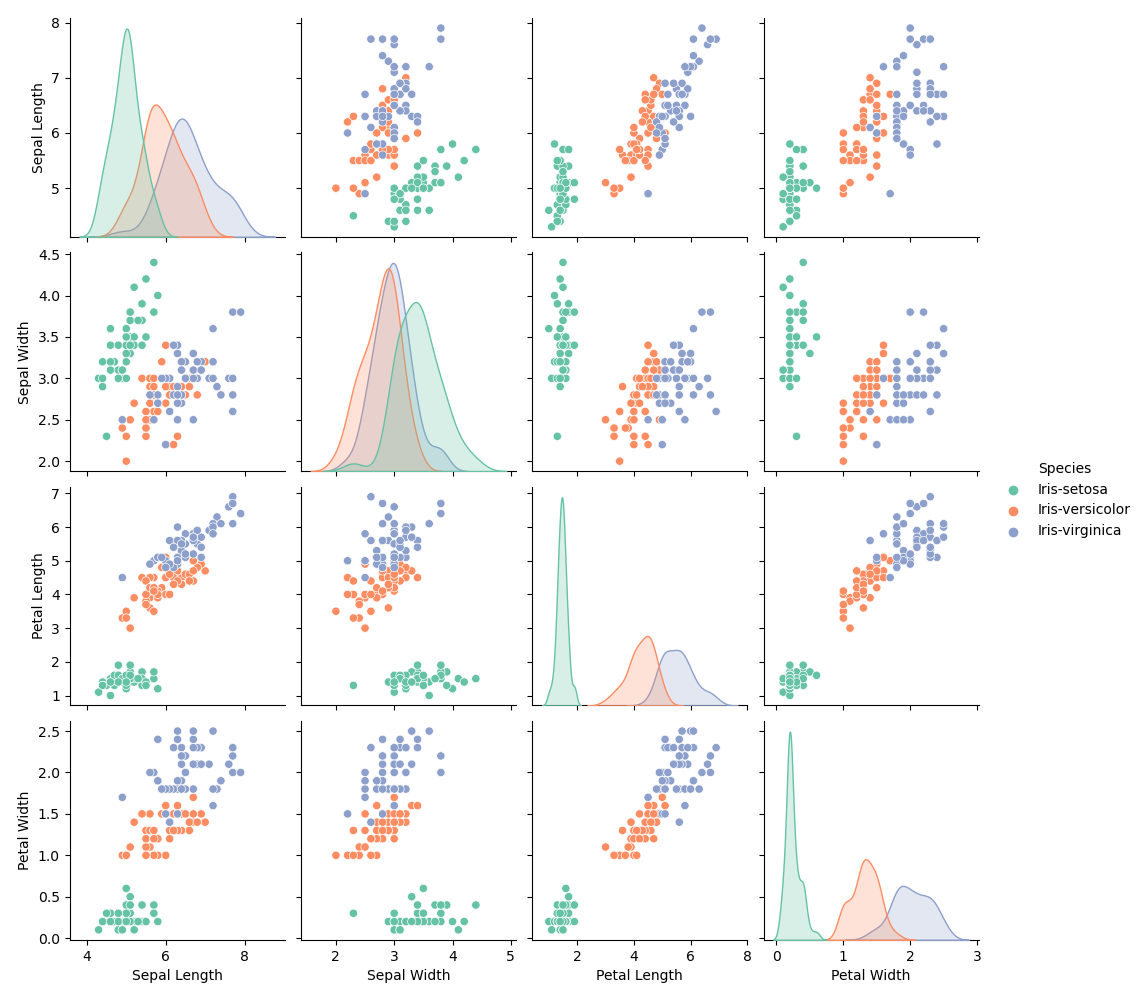 8
7
6
5
Sepal Length
4.5
4.0
3.5
3.0
2.5
2.0
Sepal Width
Species
Iris-setosa
Iris-versicolor
Iris-virginica
7
6
5
4
3
2
1
Petal Length
2.5
2.0
1.5
1.0
0.5
0.0
Petal Width
4 6 8
2 3 4 5
2 4 6 8
0 1 2 3
Sepal Length
Sepal Width
Petal Length
Petal Width